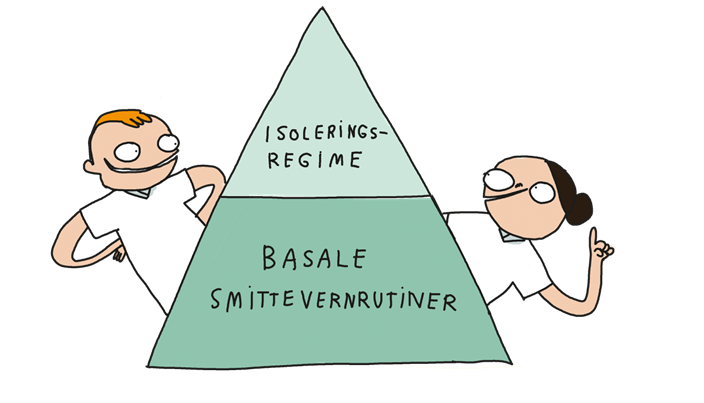 ISOLERINGS-
REGIME
BASALE
SMITTEVERNRUTINER